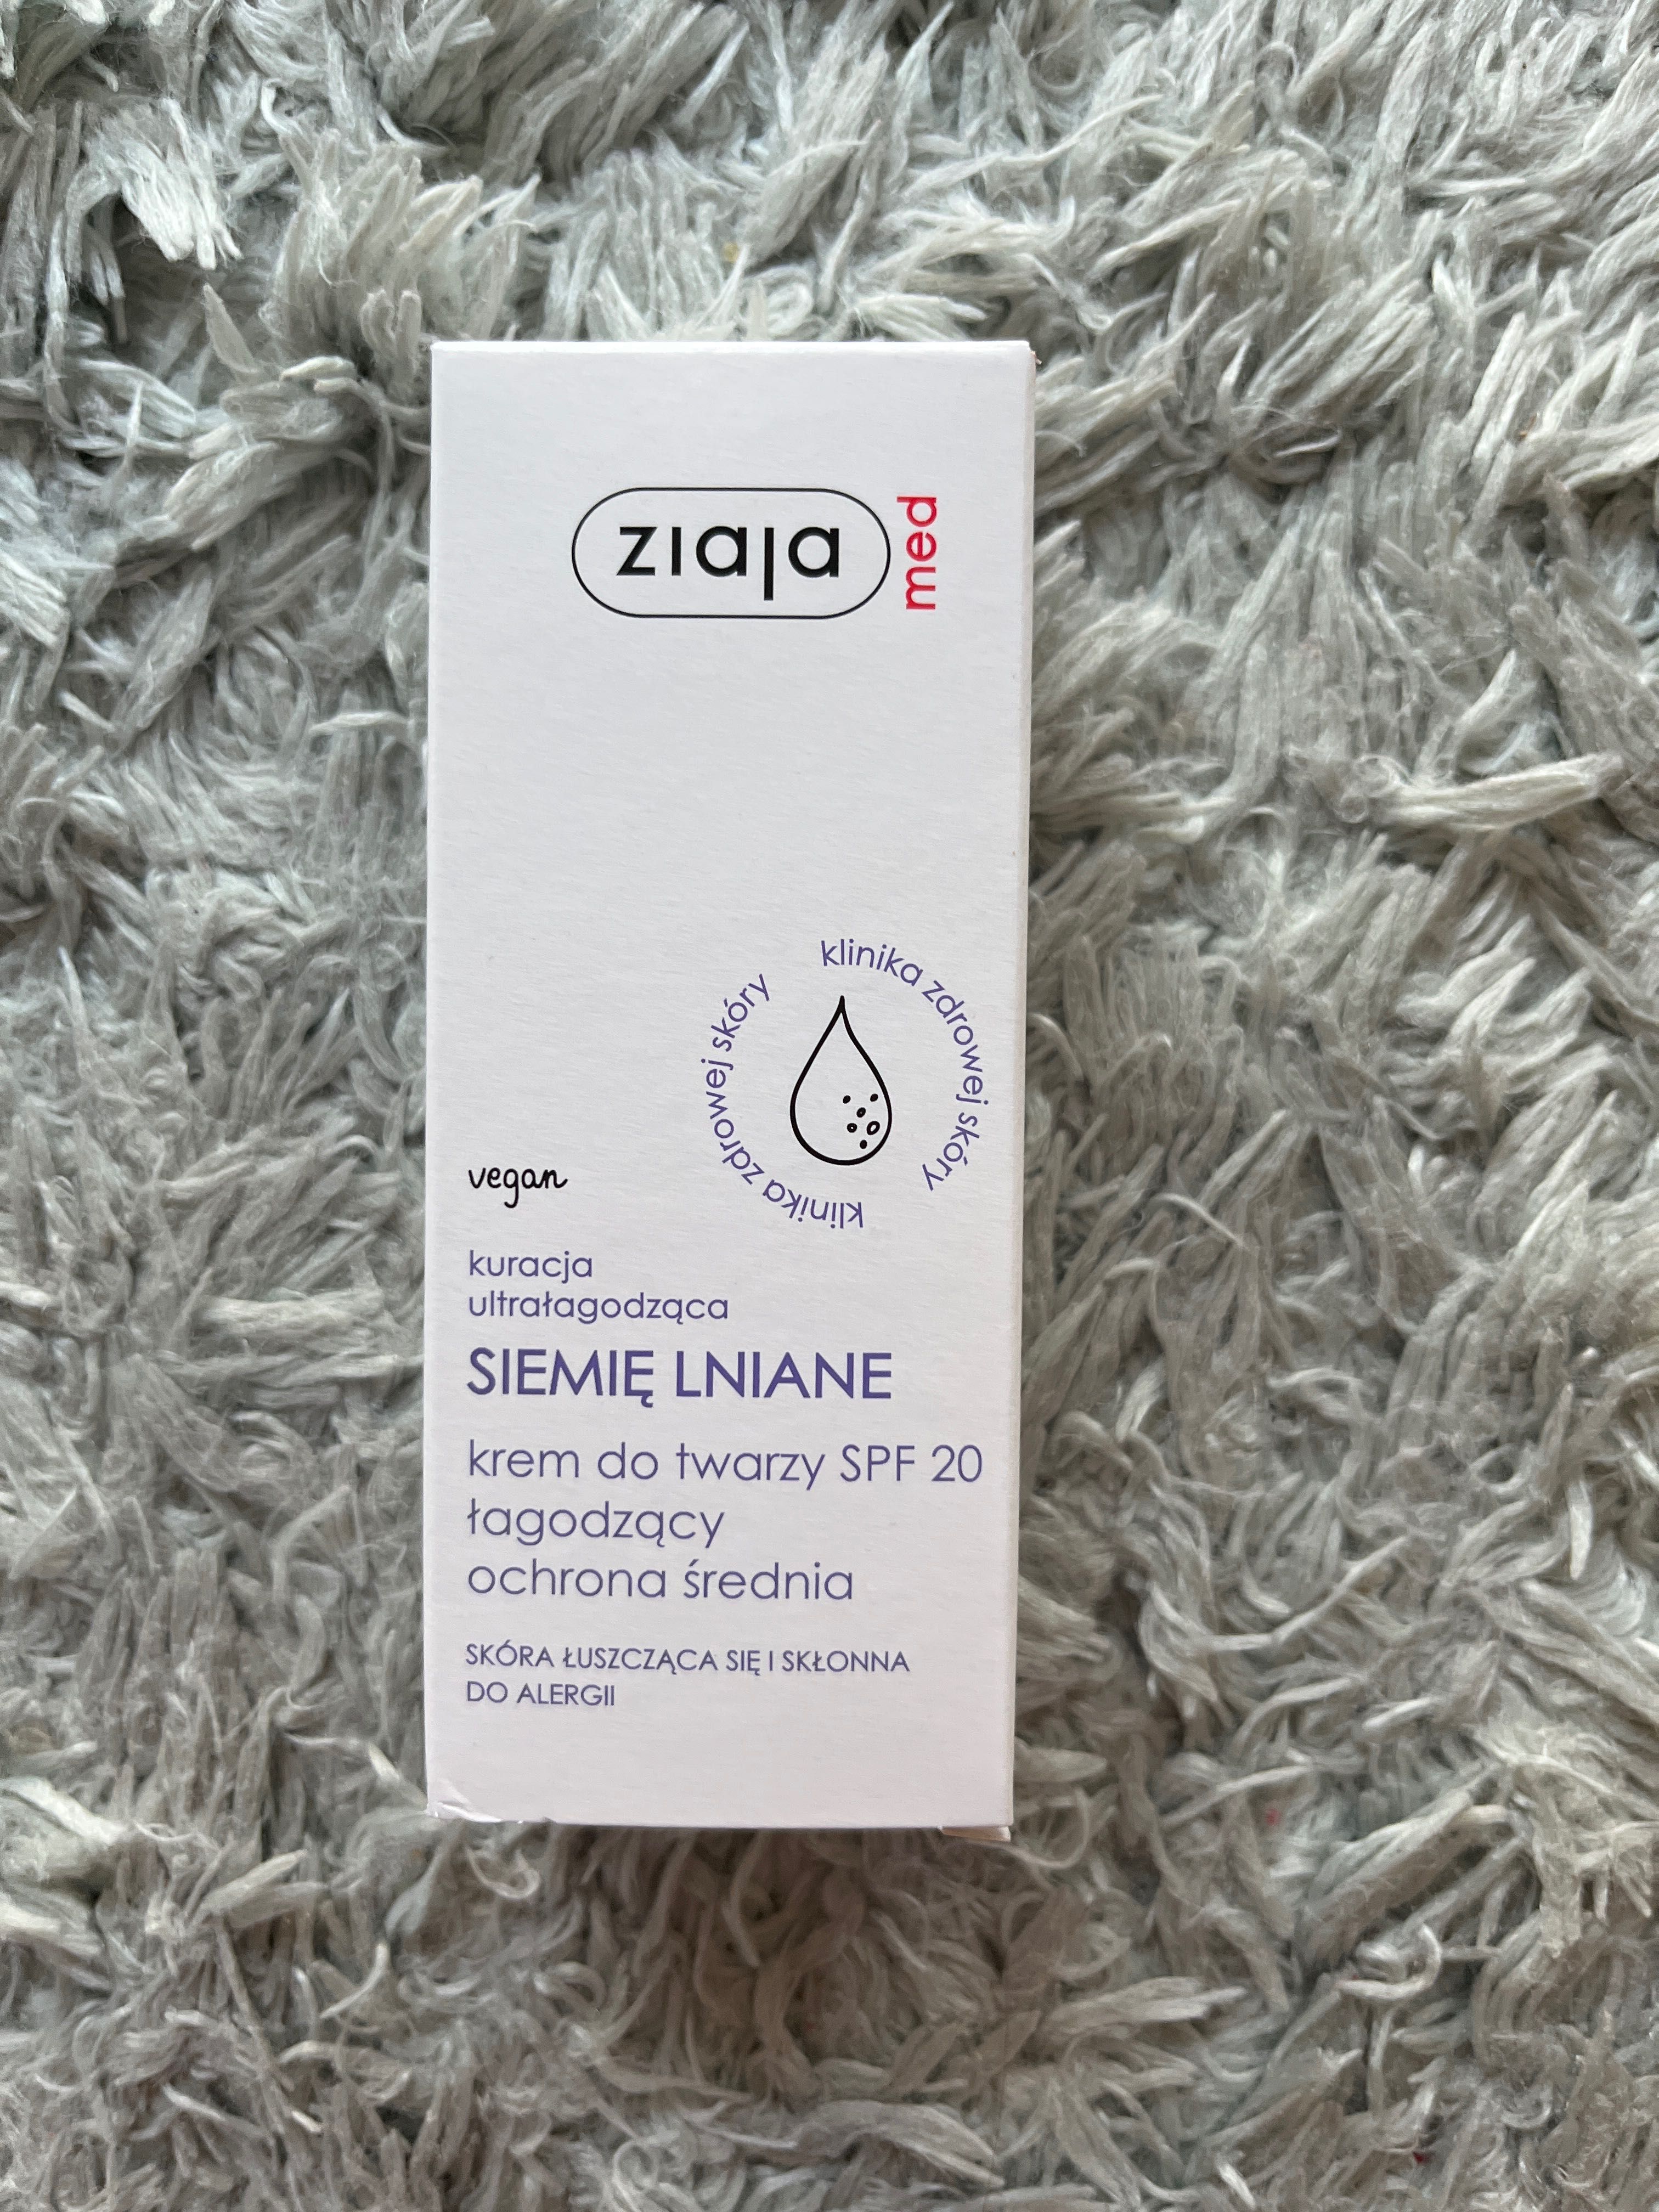 ziaja
med
klinika zdrowej skóry
klinika zdrowej skóry
vegan
kuracja
ultrałagodząca
SIEMIĘ LNIANE
krem do twarzy SPF 20
łagodzący
ochrona średnia
SKÓRA ŁUSZCZĄCA SIĘ I SKŁONNA
DO ALERGII